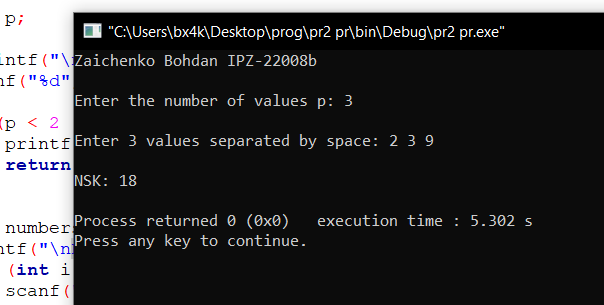 p;
"C:\Users\bx4k\Desktop\prog\pr2 pr\bin\Debug\pr2 pr.exe"
intf("\n
Zaichenko Bohdan IPZ-22008b
nf("%d"
Enter the number of values p: 3
(p < 2
printf
Enter 3 values separated by space: 2 3 9
return
NSK: 18
number
Process returned 0 (0x0)   execution time : 5.302 s
ntf("\n
Press any key to continue.
(int i
scanf(